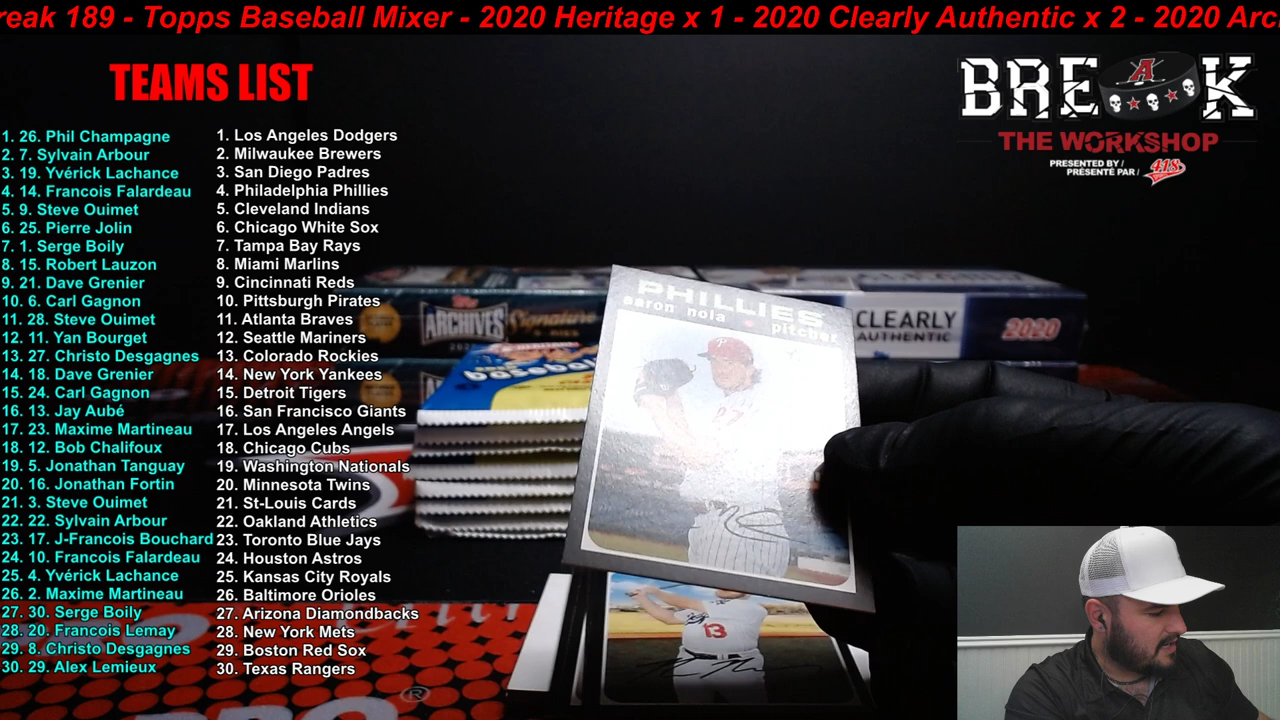 reak 189 - Topps Baseball Mixer - 2020 Heritage x 1 - 2020 Clearly Authentic x 2 - 2020 Arc
TEAMS LIST
1. 26. Phil Champagne
2. 7. Sylvain Arbour
3. 19. Yvérick Lachance
4. 14. Francois Falardeau
5. 9. Steve Ouimet
6. 25. Pierre Jolin
7. 1. Serge Boily
8. 15. Robert Lauzon
9. 21. Dave Grenier
10. 6. Carl Gagnon
11. 28. Steve Ouimet
12. 11. Yan Bourget
13. 27. Christo Desgagnes
14. 18. Dave Grenier
15. 24. Carl Gagnon
16. 13. Jay Aubé
17. 23. Maxime Martineau
18. 12. Bob Chalifoux
19. 5. Jonathan Tanguay
20. 16. Jonathan Fortin
21. 3. Steve Ouimet
22. 22. Sylvain Arbour
23. 17. J-Francois Bouchard
24. 10. Francois Falardeau
25. 4. Yvérick Lachance
26. 2. Maxime Martineau
27. 30. Serge Boily
28. 20. Francois Lemay
29. 8. Christo Desgagnes
30. 29. Alex Lemieux
1. Los Angeles Dodgers
2. Milwaukee Brewers
3. San Diego Padres
4. Philadelphia Phillies
5. Cleveland Indians
6. Chicago White Sox
7. Tampa Bay Rays
8. Miami Marlins
9. Cincinnati Reds
10. Pittsburgh Pirates
11. Atlanta Braves
12. Seattle Mariners
13. Colorado Rockies
14. New York Yankees
15. Detroit Tigers
16. San Francisco Giants
17. Los Angeles Angels
18. Chicago Cubs
19. Washington Nationals
20. Minnesota Twins
21. St-Louis Cards
22. Oakland Athletics
23. Toronto Blue Jays
24. Houston Astros
25. Kansas City Royals
26. Baltimore Orioles
27. Arizona Diamondbacks
28. New York Mets
29. Boston Red Sox
30. Texas Rangers
BREAK
A
THE WORKSHOP
PRESENTED BY /
PRÉSENTÉ PAR /
418
PHILLIES
aaron nola pitcher
ARCHIVES
Signature
baseball
CLEARLY
AUTHENTIC
2020
13